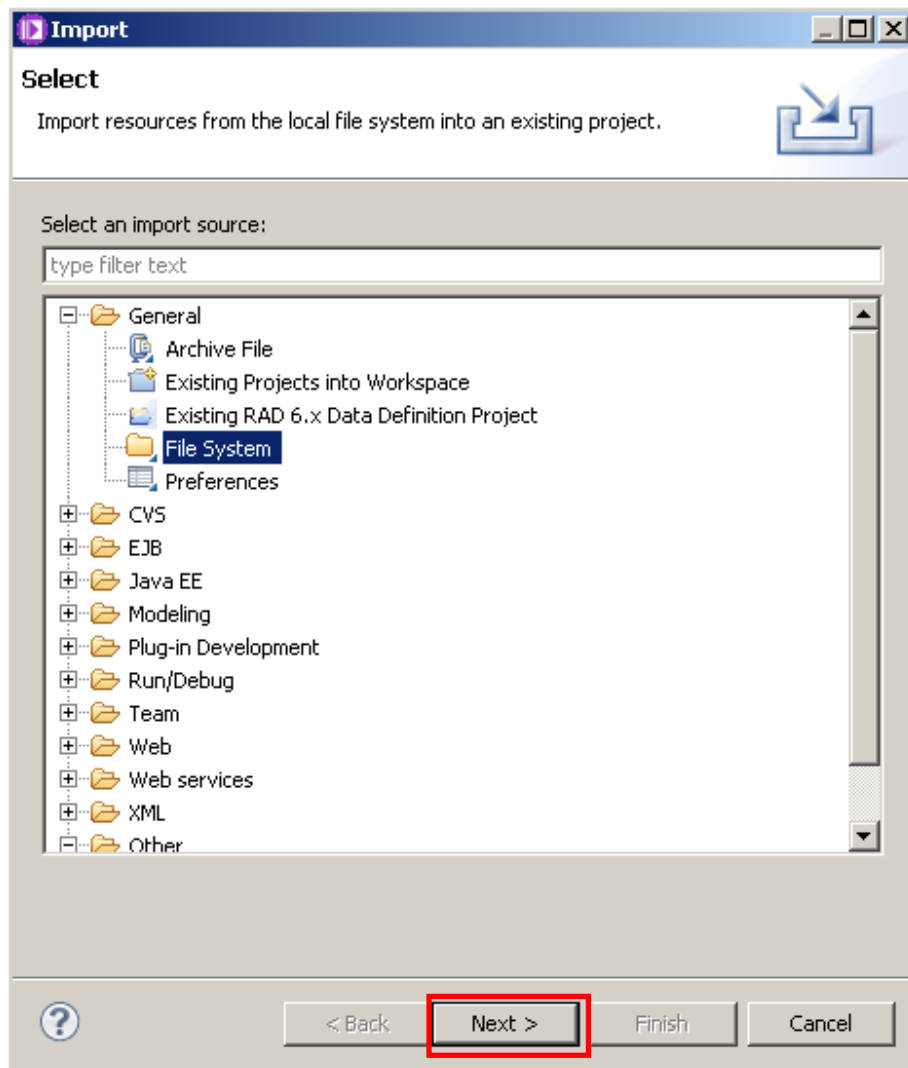 Import
Select
Import resources from the local file system into an existing project.
Select an import source:
type filter text
General
Archive File
Existing Projects into Workspace
Existing RAD 6.x Data Definition Project
File System
Preferences
CVS
EJB
Java EE
Modeling
Plug-in Development
Run/Debug
Team
Web
Web services
XML
Other
< Back Next > Finish Cancel